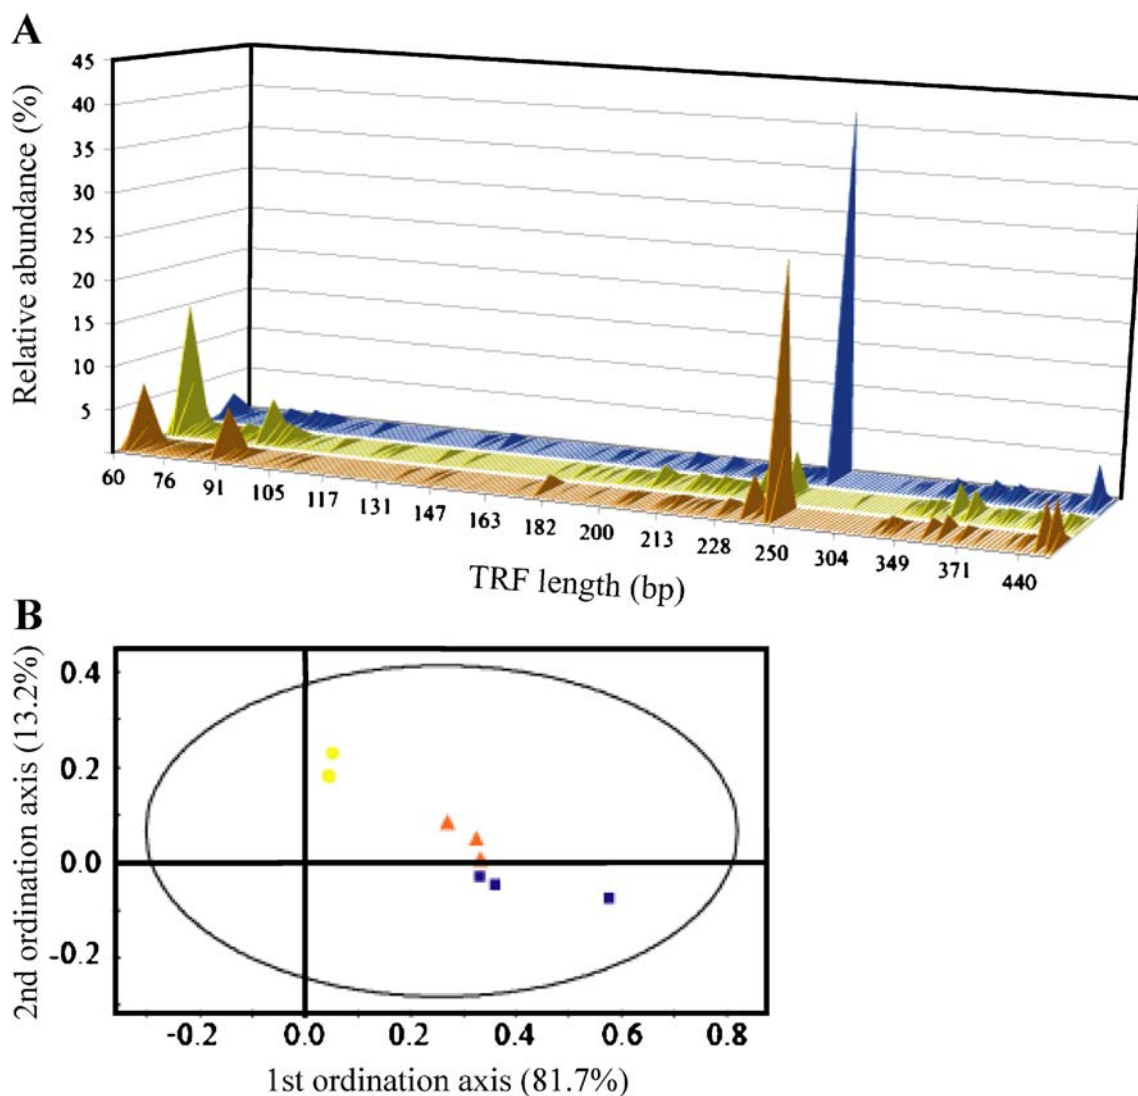 A
Relative abundance (%)
45
40
35
30
25
20
15
10
5
60 76 91 105 117 131 147 163 182 200 213 228 250 304 349 371 440
TRF length (bp)
B
2nd ordination axis (13.2%)
0.4
0.2
0.0
-0.2
-0.2 0.0 0.2 0.4 0.6 0.8
1st ordination axis (81.7%)